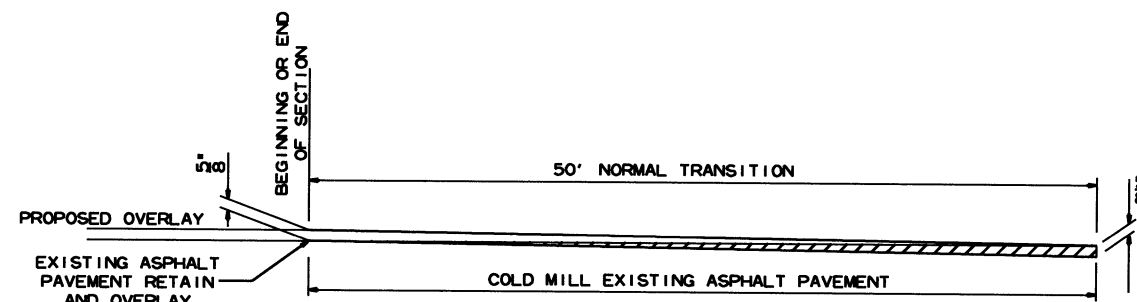 BEGINNING OR END
OF SECTION
5"
8
50' NORMAL TRANSITION
PROPOSED OVERLAY
EXISTING ASPHALT
PAVEMENT RETAIN
AND OVERLAY
COLD MILL EXISTING ASPHALT PAVEMENT